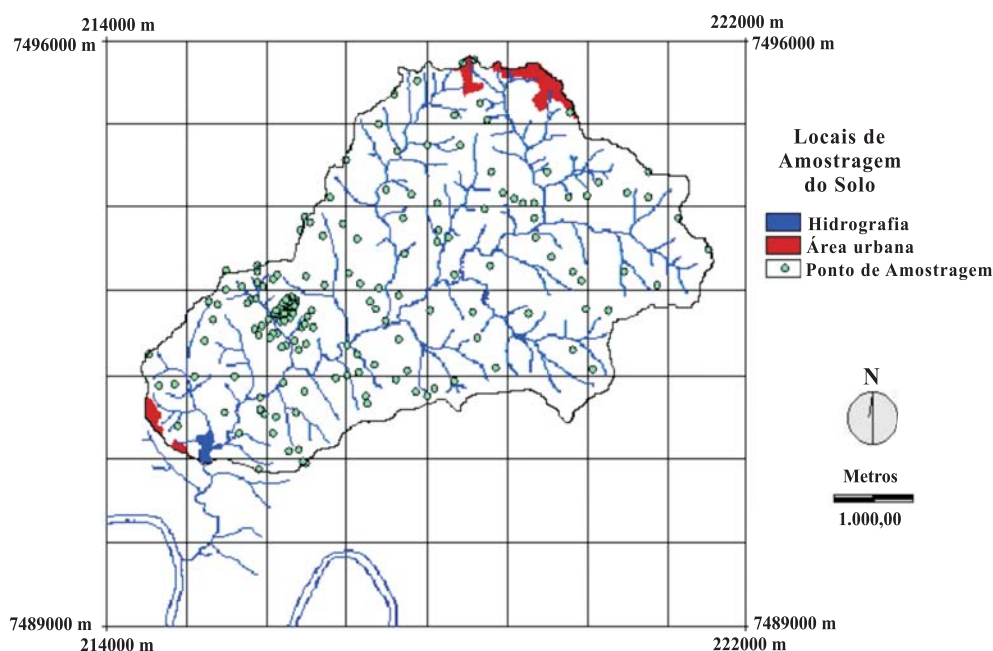 214000 m
222000 m
7496000 m
7496000 m
Locais de
Amostragem
do Solo
Hidrografia
Área urbana
Ponto de Amostragem
N
Metros
1.000,00
7489000 m
7489000 m
214000 m
222000 m